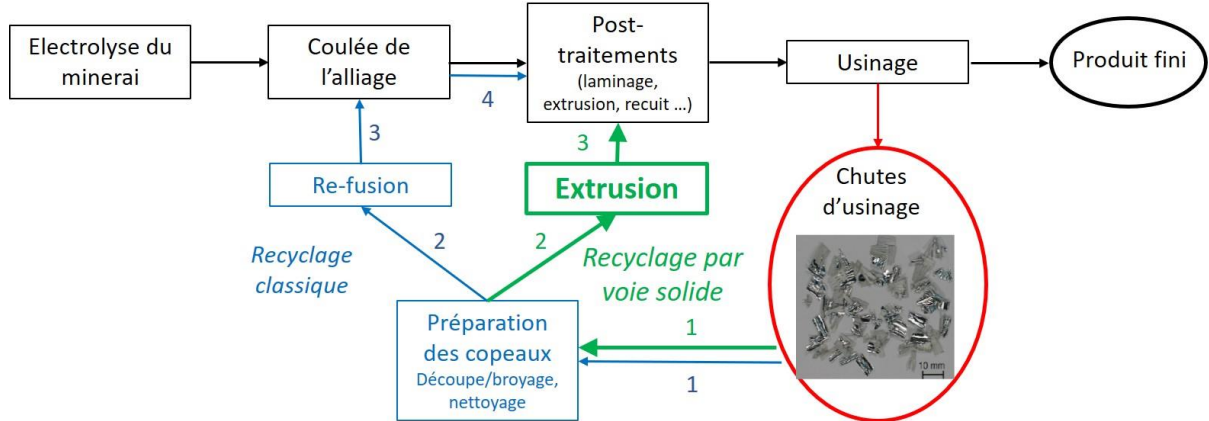 Electrolyse du
minerai
Coulée de
l'alliage
Post-
traitements
(laminage,
extrusion, recuit ...)
Usinage
Produit fini
4
3
3
Re-fusion
Extrusion
Chutes
d'usinage
2
2
Recyclage
classique
Recyclage par
voie solide
Préparation
des copeaux
Découpe/broyage,
nettoyage
1
1
10 mm